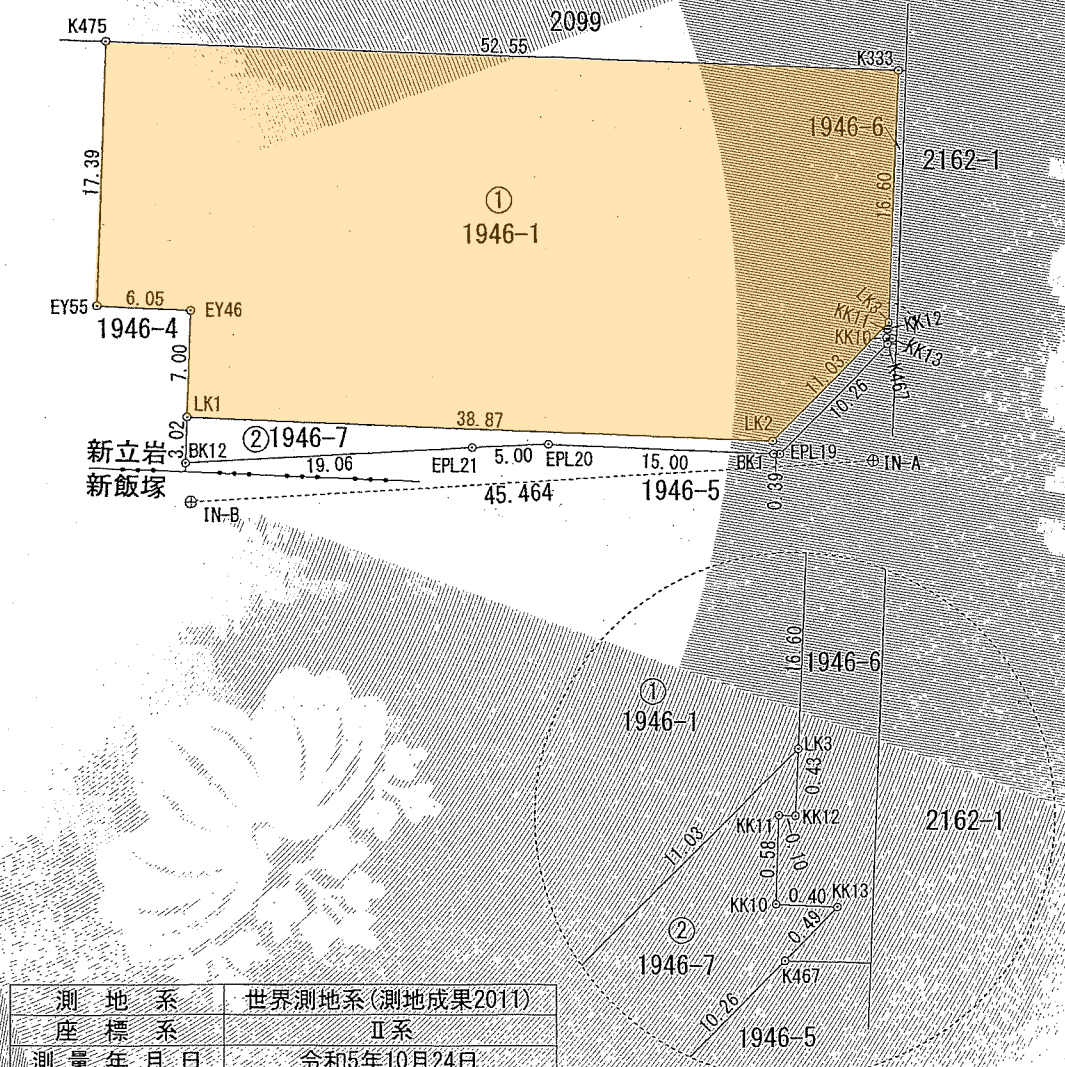 K475
2099
52.55
K333
1946-6
2162-1
17.39
16.60
①
1946-1
LK3
EY55
6.05
EY46
KK11
KK12
1946-4
KK10
KK13
7.00
K467
11.03
10.26
LK1
38.87
LK2
3.02
②1946-7
新立岩
BK12
19.06
EPL21
5.00
EPL20
15.00
BK1
EPL19
IN-A
新飯塚
0.39
45.464
1946-5
IN-B
16.60
1946-6
①
1946-1
LK3
0.43
KK11
KK12
2162-1
11.03
0.58
0.10
KK10
0.40
KK13
②
0.49
1946-7
K467
10.26
1946-5
測地系 世界測地系(測地成果2011)
座標系 Ⅱ系
測量年月日 令和5年10月24日